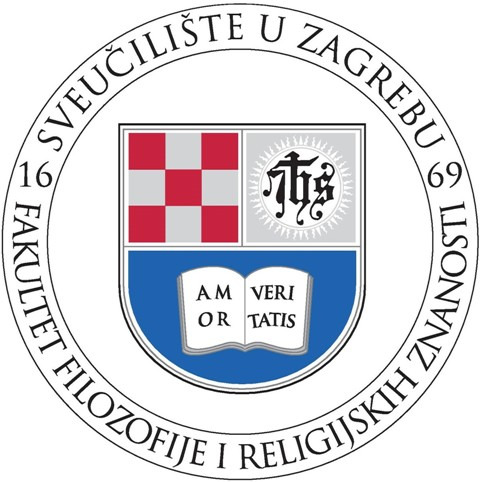 SVEUČILIŠTE U ZAGREBU
16 69
FAKULTET FILOZOFIJE I RELIGIJSKIH ZNANOSTI
Ihs
AM VERI
OR TATIS